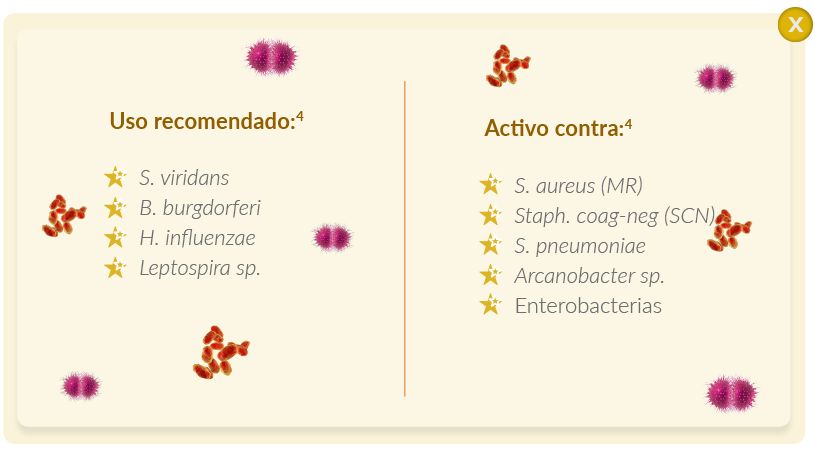 X
Uso recomendado:⁴
S. viridans
B. burgdorferi
H. influenzae
Leptospira sp.
Activo contra:⁴
S. aureus (MR)
Staph. coag-neg (SCN)
S. pneumoniae
Arcanobacter sp.
Enterobacterias